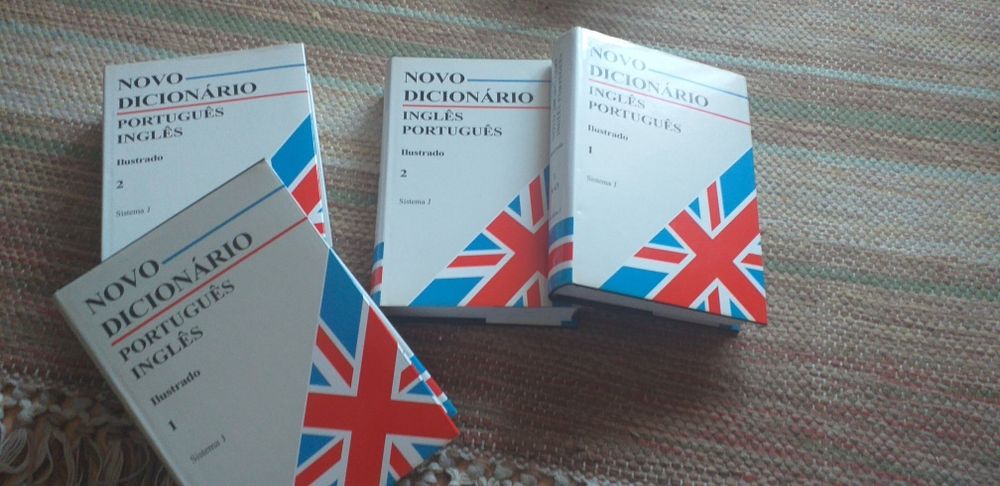 NOVO
DICIONÁRIO
PORTUGUÊS
INGLÊS
Ilustrado
2
Sistema J
NOVO
DICIONÁRIO
PORTUGUÊS
INGLÊS
Ilustrado
1
Sistema J
NOVO
DICIONÁRIO
INGLÊS
PORTUGUÊS
Ilustrado
2
Sistema J
NOVO
DICIONÁRIO
INGLÊS
PORTUGUÊS
Ilustrado
1
Sistema J